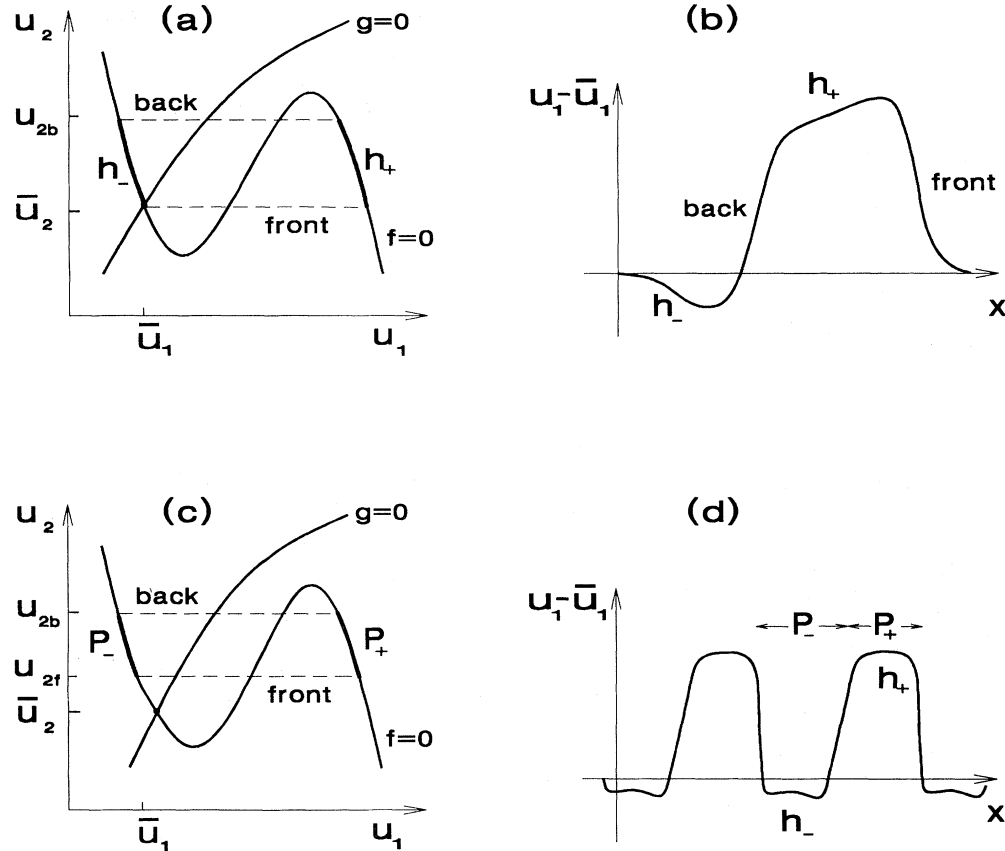 (a)
u₂
g=0
back
u₂b
h₋
h₊
ū₂
front
f=0
ū₁
u₁
(b)
u₁-ū₁
h₊
back
front
h₋
x
(c)
u₂
g=0
back
u₂b
P₋
P₊
u₂f
front
ū₂
f=0
ū₁
u₁
(d)
u₁-ū₁
P₋
P₊
h₊
h₋
x